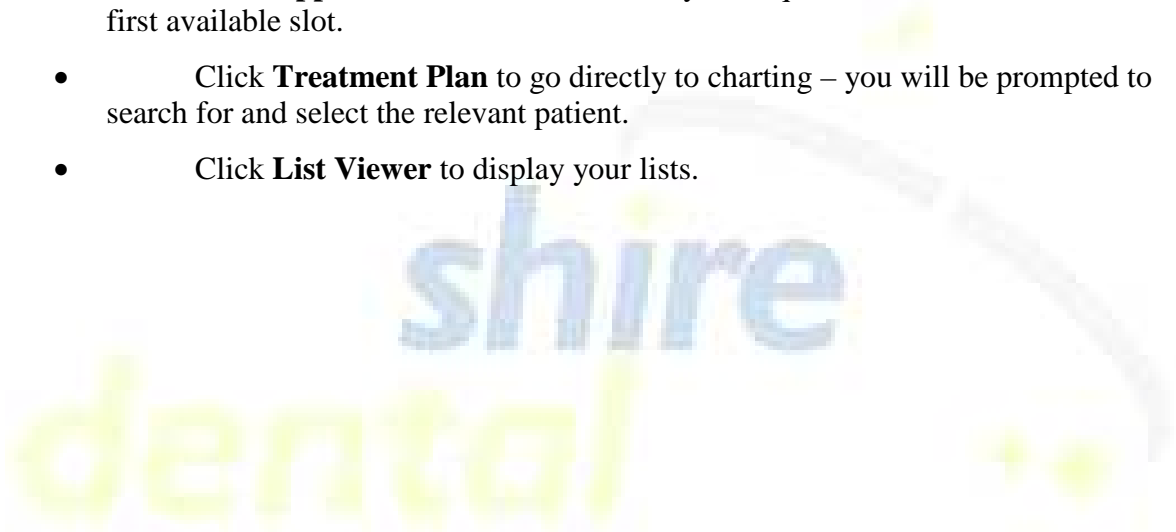 first available slot.
• Click Treatment Plan to go directly to charting – you will be prompted to
search for and select the relevant patient.
• Click List Viewer to display your lists.
shire
dental